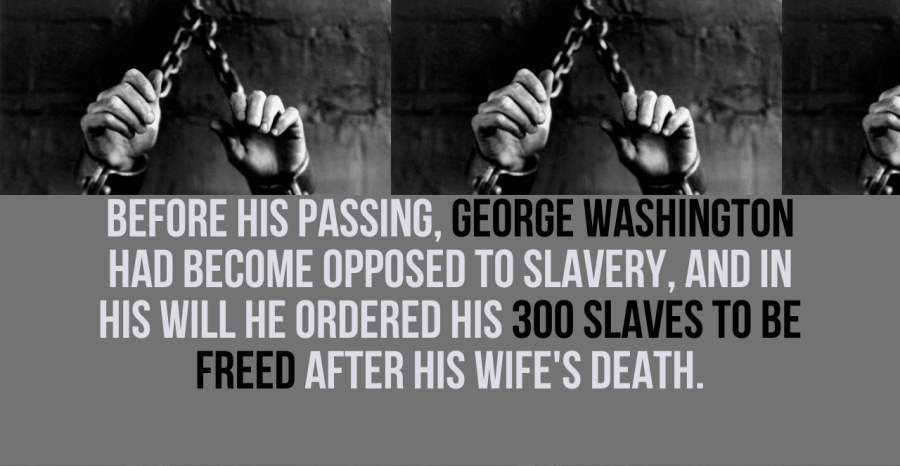 BEFORE HIS PASSING, GEORGE WASHINGTON
HAD BECOME OPPOSED TO SLAVERY, AND IN
HIS WILL HE ORDERED HIS 300 SLAVES TO BE
FREED AFTER HIS WIFE'S DEATH.